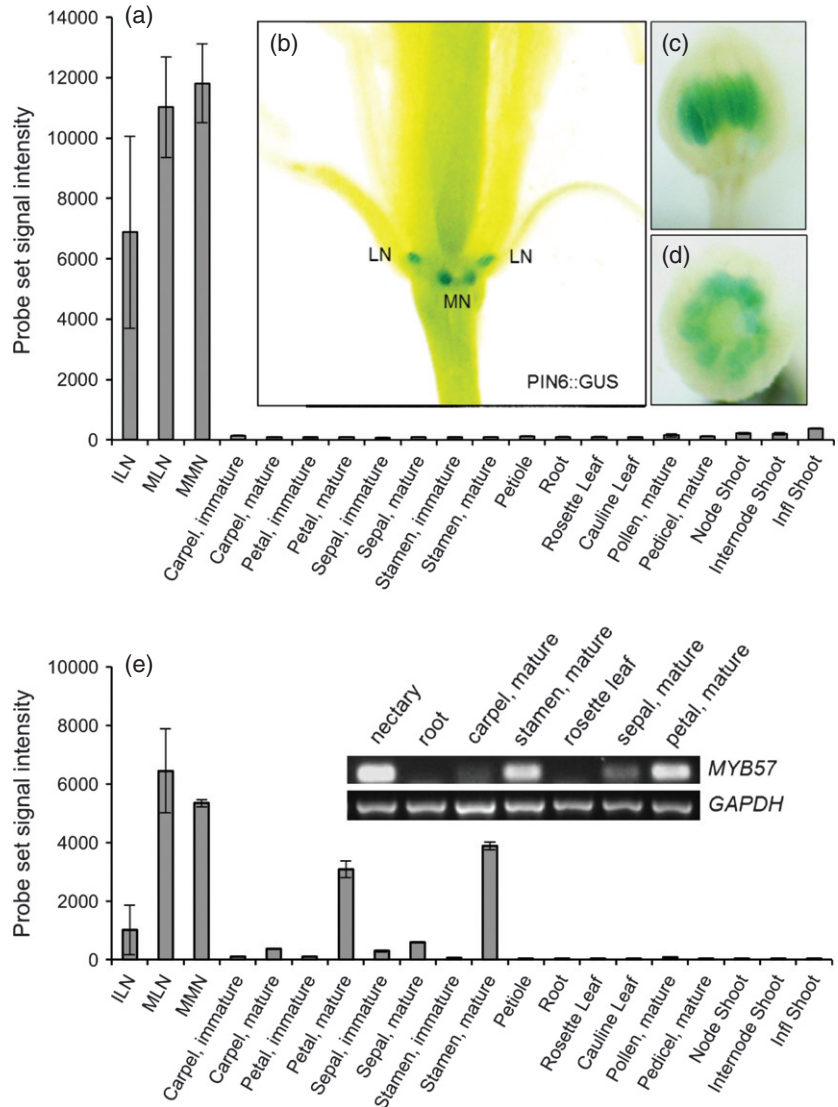 (a)
Probe set signal intensity
14000
12000
10000
8000
6000
4000
2000
0
ILN
MLN
MMN
Carpel, immature
Carpel, mature
Petal, immature
Petal, mature
Sepal, immature
Sepal, mature
Stamen, immature
Stamen, mature
Petiole
Root
Rosette Leaf
Cauline Leaf
Pollen, mature
Pedicel, mature
Node Shoot
Internode Shoot
Infl Shoot
(b)
LN
LN
MN
PIN6::GUS
(c)
(d)
(e)
Probe set signal intensity
10000
8000
6000
4000
2000
0
nectary
root
carpel, mature
stamen, mature
rosette leaf
sepal, mature
petal, mature
MYB57
GAPDH
ILN
MLN
MMN
Carpel, immature
Carpel, mature
Petal, immature
Petal, mature
Sepal, immature
Sepal, mature
Stamen, immature
Stamen, mature
Petiole
Root
Rosette Leaf
Cauline Leaf
Pollen, mature
Pedicel, mature
Node Shoot
Internode Shoot
Infl Shoot